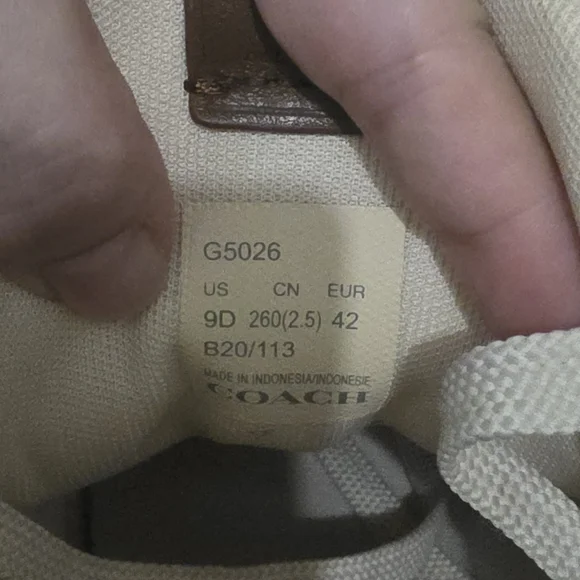 G5026
US CN EUR
9D 260(2.5) 42
B20/113
MADE IN INDONESIA/INDONESIE
COACH